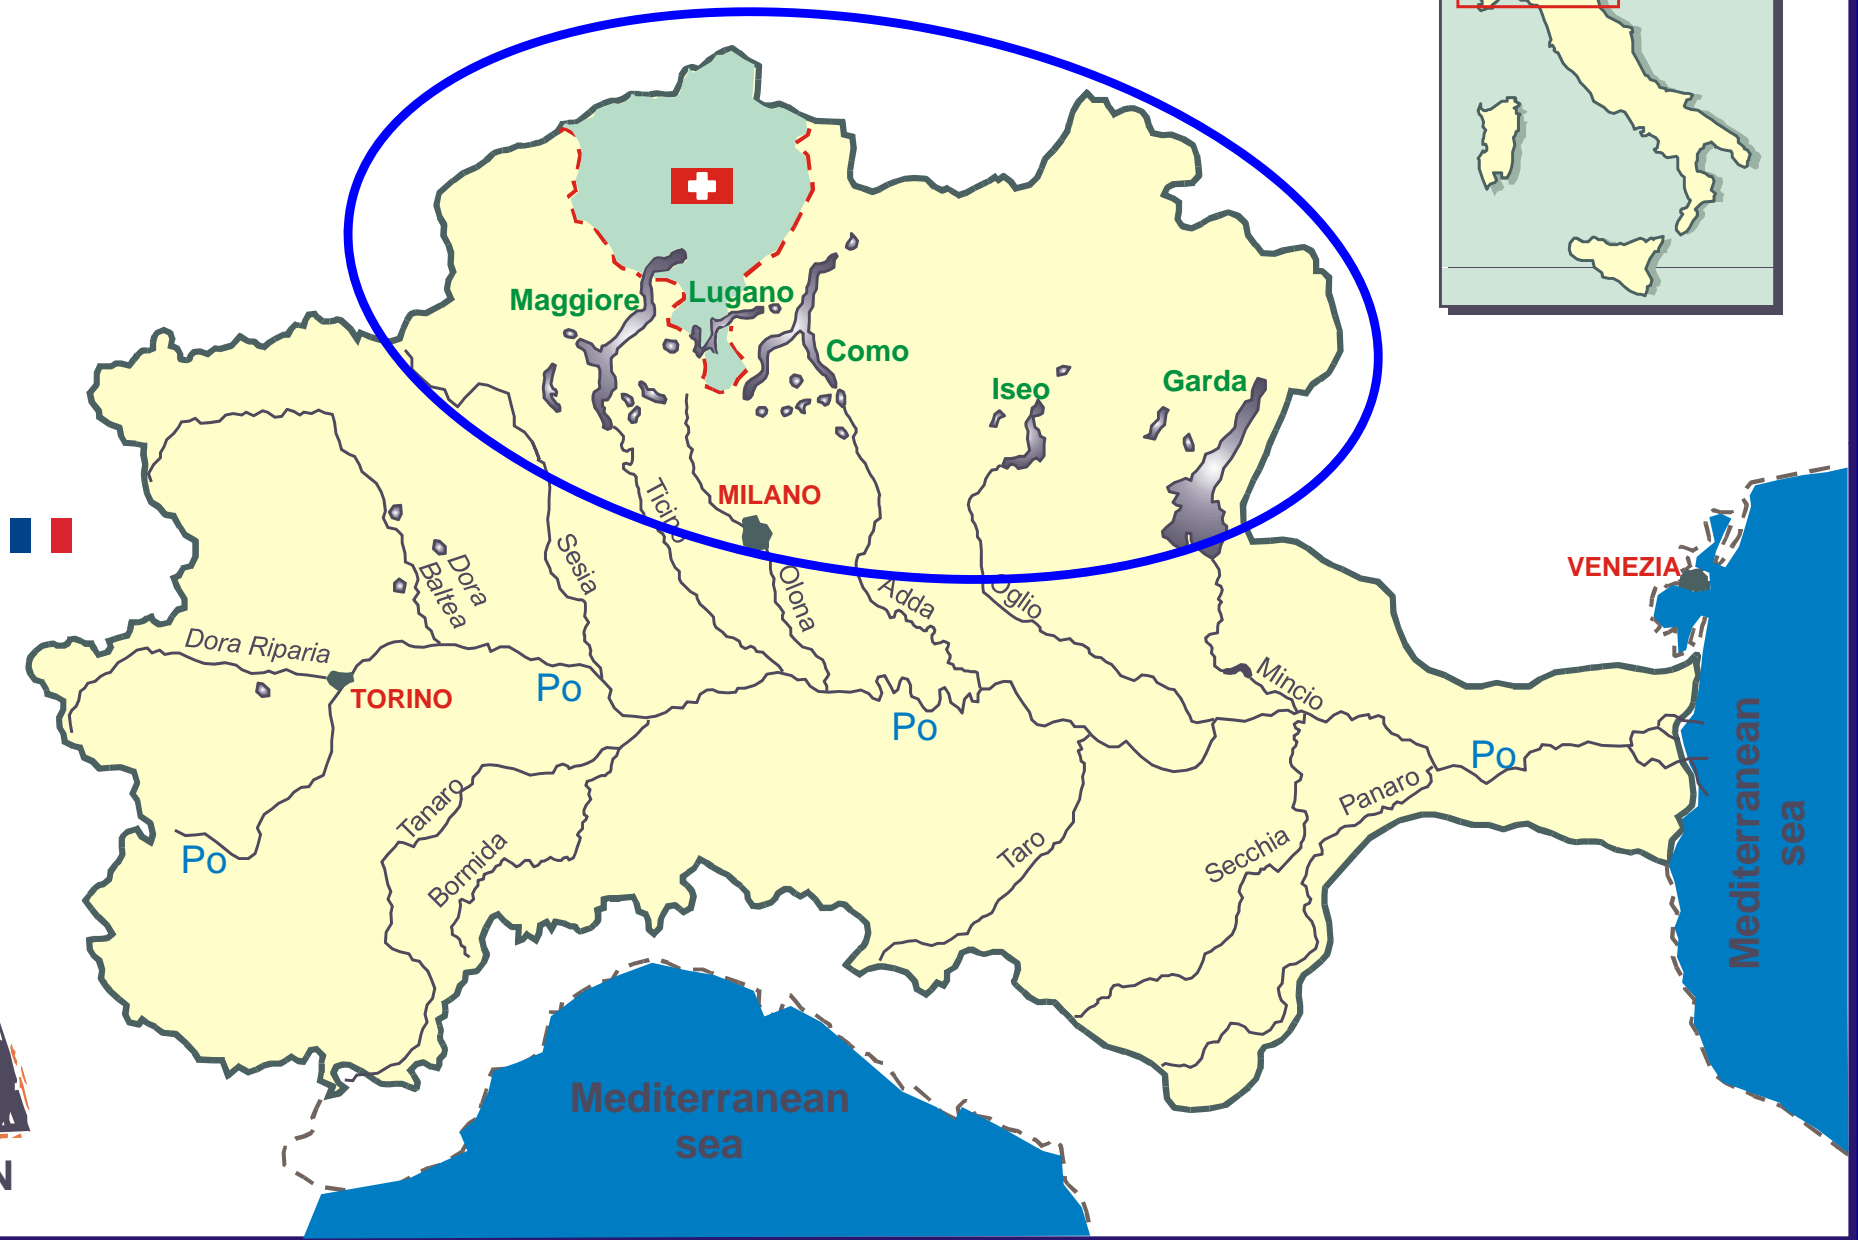 Maggiore
Lugano
Como
Iseo
Garda
MILANO
Ticino
Sesia
Olona
Adda
Oglio
Dora
Baltea
VENEZIA
Dora Riparia
TORINO
Po
Po
Mincio
Po
Tanaro
Bormida
Po
Taro
Secchia
Panaro
Mediterranean
sea
Mediterranean
sea
N